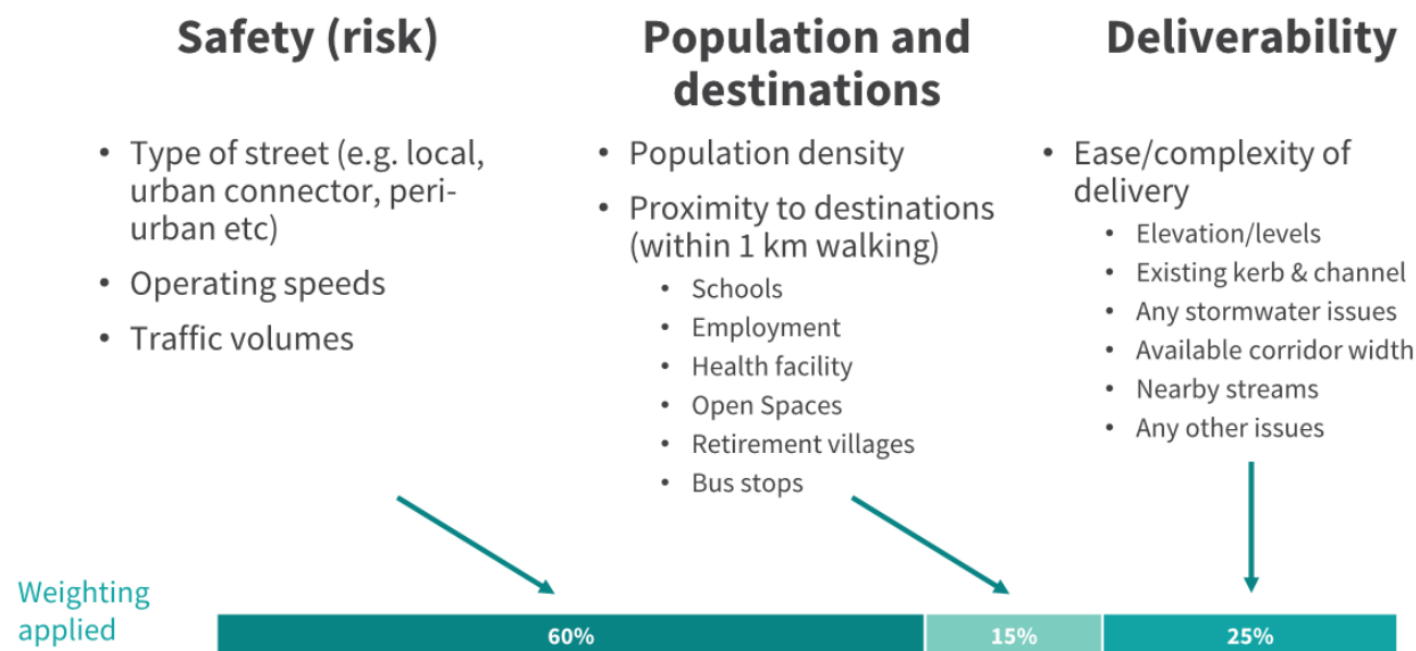 Safety (risk)
• Type of street (e.g. local,
urban connector, peri-
urban etc)
• Operating speeds
• Traffic volumes
Population and
destinations
• Population density
• Proximity to destinations
(within 1 km walking)
• Schools
• Employment
• Health facility
• Open Spaces
• Retirement villages
• Bus stops
Deliverability
• Ease/complexity of
delivery
• Elevation/levels
• Existing kerb & channel
• Any stormwater issues
• Available corridor width
• Nearby streams
• Any other issues
Weighting
applied
60%
15%
25%